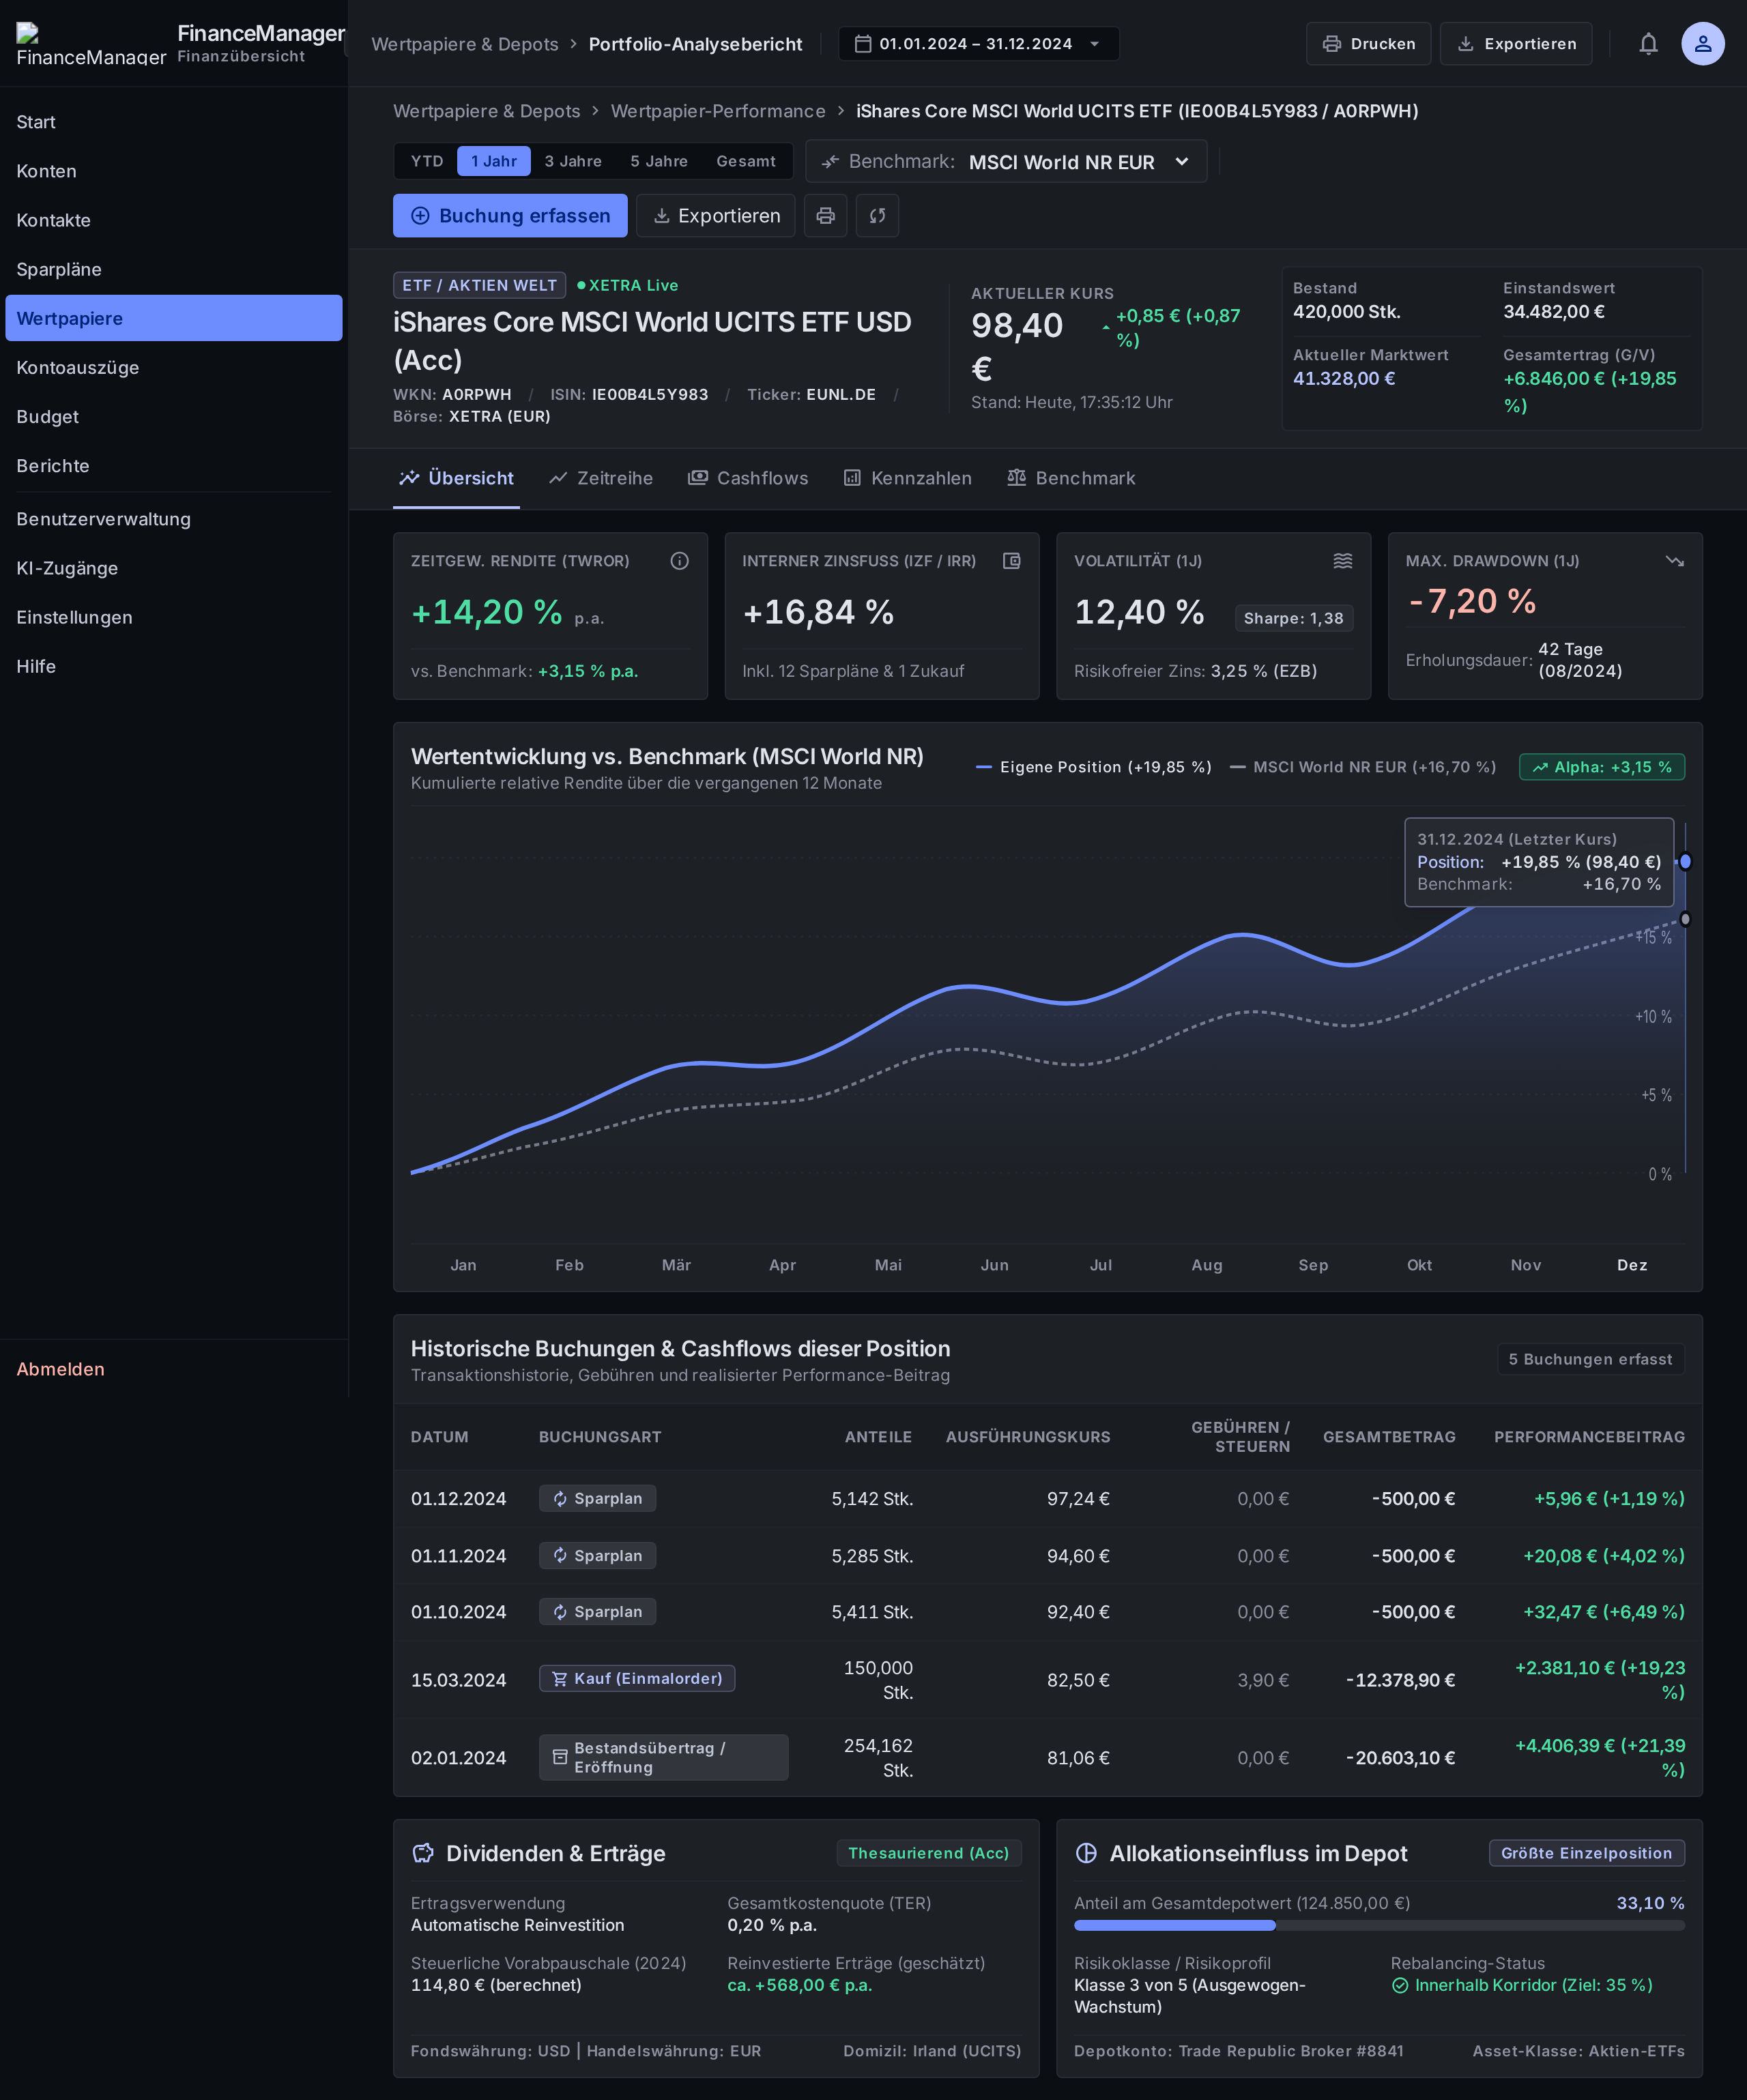 FinanceManager
FinanceManager
Finanzübersicht
Wertpapiere & Depots
Portfolio-Analysebericht
01.01.2024 – 31.12.2024
Drucken
Exportieren
Start
Konten
Kontakte
Sparpläne
Wertpapiere
Kontoauszüge
Budget
Berichte
Benutzerverwaltung
KI-Zugänge
Einstellungen
Hilfe
Abmelden
Wertpapiere & Depots
Wertpapier-Performance
iShares Core MSCI World UCITS ETF (IE00B4L5Y983 / A0RPWH)
YTD
1 Jahr
3 Jahre
5 Jahre
Gesamt
Benchmark: MSCI World NR EUR
Buchung erfassen
Exportieren
ETF / AKTIEN WELT
XETRA Live
iShares Core MSCI World UCITS ETF USD
(Acc)
WKN: A0RPWH / ISIN: IE00B4L5Y983 / Ticker: EUNL.DE /
Börse: XETRA (EUR)
AKTUELLER KURS
98,40
€
+0,85 € (+0,87
%)
Stand: Heute, 17:35:12 Uhr
Bestand
420,000 Stk.
Einstandswert
34.482,00 €
Aktueller Marktwert
41.328,00 €
Gesamtertrag (G/V)
+6.846,00 € (+19,85
%)
Übersicht
Zeitreihe
Cashflows
Kennzahlen
Benchmark
ZEITGEW. RENDITE (TWROR)
+14,20 % p.a.
vs. Benchmark: +3,15 % p.a.
INTERNER ZINSFUSS (IZF / IRR)
+16,84 %
Inkl. 12 Sparpläne & 1 Zukauf
VOLATILITÄT (1J)
12,40 %
Sharpe: 1,38
Risikofreier Zins: 3,25 % (EZB)
MAX. DRAWDOWN (1J)
-7,20 %
Erholungsdauer:
42 Tage
(08/2024)
Wertentwicklung vs. Benchmark (MSCI World NR)
Kumulierte relative Rendite über die vergangenen 12 Monate
Eigene Position (+19,85 %)
MSCI World NR EUR (+16,70 %)
Alpha: +3,15 %
31.12.2024 (Letzter Kurs)
Position: +19,85 % (98,40 €)
Benchmark: +16,70 %
+15 %
+10 %
+5 %
0 %
Jan
Feb
Mär
Apr
Mai
Jun
Jul
Aug
Sep
Okt
Nov
Dez
Historische Buchungen & Cashflows dieser Position
Transaktionshistorie, Gebühren und realisierter Performance-Beitrag
5 Buchungen erfasst
DATUM
BUCHUNGSART
ANTEILE
AUSFÜHRUNGSKURS
GEBÜHREN /
STEUERN
GESAMTBETRAG
PERFORMANCEBEITRAG
01.12.2024 Sparplan 5,142 Stk. 97,24 € 0,00 € -500,00 € +5,96 € (+1,19 %)
01.11.2024 Sparplan 5,285 Stk. 94,60 € 0,00 € -500,00 € +20,08 € (+4,02 %)
01.10.2024 Sparplan 5,411 Stk. 92,40 € 0,00 € -500,00 € +32,47 € (+6,49 %)
15.03.2024 Kauf (Einmalorder)
150,000
Stk.
82,50 € 3,90 € -12.378,90 €
+2.381,10 € (+19,23
%)
02.01.2024
Bestandsübertrag /
Eröffnung
254,162
Stk.
81,06 € 0,00 € -20.603,10 €
+4.406,39 € (+21,39
%)
Dividenden & Erträge
Thesaurierend (Acc)
Ertragsverwendung
Automatische Reinvestition
Gesamtkostenquote (TER)
0,20 % p.a.
Steuerliche Vorabpauschale (2024)
114,80 € (berechnet)
Reinvestierte Erträge (geschätzt)
ca. +568,00 € p.a.
Fondswährung: USD | Handelswährung: EUR
Domizil: Irland (UCITS)
Allokationseinfluss im Depot
Größte Einzelposition
Anteil am Gesamtdepotwert (124.850,00 €)
33,10 %
Risikoklasse / Risikoprofil
Klasse 3 von 5 (Ausgewogen-
Wachstum)
Rebalancing-Status
Innerhalb Korridor (Ziel: 35 %)
Depotkonto: Trade Republic Broker #8841
Asset-Klasse: Aktien-ETFs